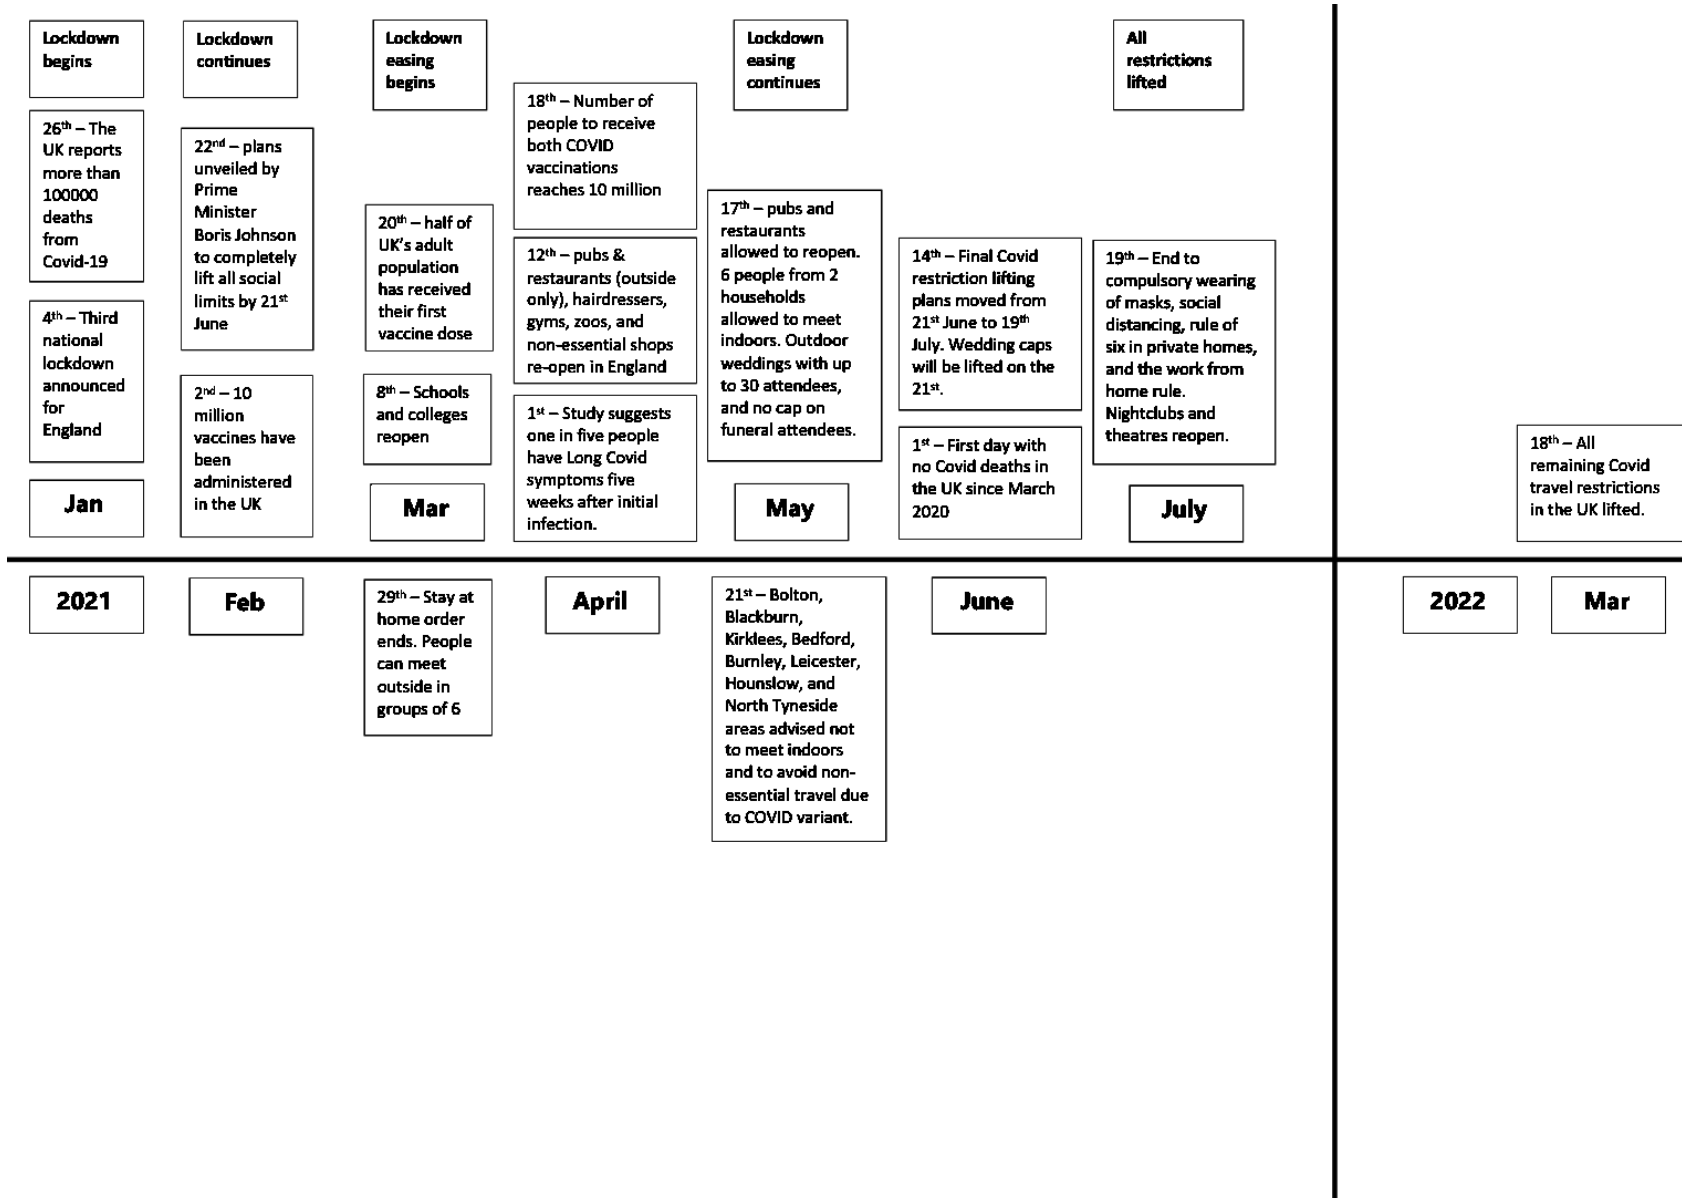 Lockdown
begins
26th – The
UK reports
more than
100000
deaths
from
Covid-19
4th – Third
national
lockdown
announced
for
England
Jan
2021
Lockdown
continues
22nd – plans
unveiled by
Prime
Minister
Boris Johnson
to completely
lift all social
limits by 21st
June
2nd – 10
million
vaccines have
been
administered
in the UK
Feb
Lockdown
easing
begins
20th – half of
UK's adult
population
has received
their first
vaccine dose
8th – Schools
and colleges
reopen
Mar
29th – Stay at
home order
ends. People
can meet
outside in
groups of 6
18th – Number of
people to receive
both COVID
vaccinations
reaches 10 million
12th – pubs &
restaurants (outside
only), hairdressers,
gyms, zoos, and
non-essential shops
re-open in England
1st – Study suggests
one in five people
have Long Covid
symptoms five
weeks after initial
infection.
April
Lockdown
easing
continues
17th – pubs and
restaurants
allowed to reopen.
6 people from 2
households
allowed to meet
indoors. Outdoor
weddings with up
to 30 attendees,
and no cap on
funeral attendees.
May
21st – Bolton,
Blackburn,
Kirklees, Bedford,
Burnley, Leicester,
Hounslow, and
North Tyneside
areas advised not
to meet indoors
and to avoid non-
essential travel due
to COVID variant.
14th – Final Covid
restriction lifting
plans moved from
21st June to 19th
July. Wedding caps
will be lifted on the
21st.
1st – First day with
no Covid deaths in
the UK since March
2020
June
All
restrictions
lifted
19th – End to
compulsory wearing
of masks, social
distancing, rule of
six in private homes,
and the work from
home rule.
Nightclubs and
theatres reopen.
July
2022
18th – All
remaining Covid
travel restrictions
in the UK lifted.
Mar